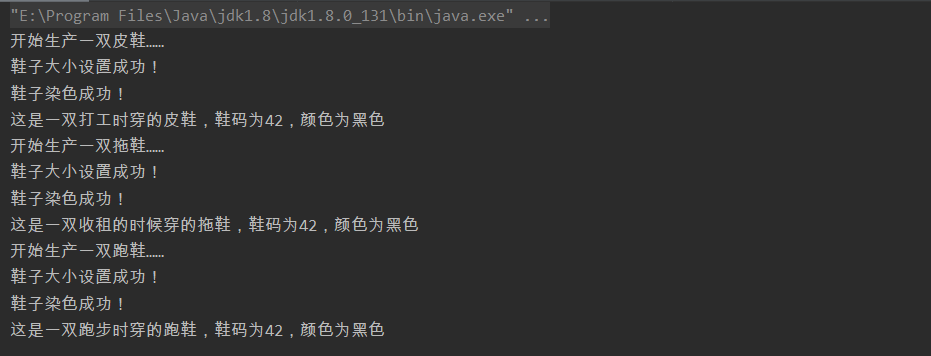 "E:\Program Files\Java\jdk1.8\jdk1.8.0_131\bin\java.exe" ...
开始生产一双皮鞋……
鞋子大小设置成功！
鞋子染色成功！
这是一双打工时穿的皮鞋，鞋码为42，颜色为黑色
开始生产一双拖鞋……
鞋子大小设置成功！
鞋子染色成功！
这是一双收租的时候穿的拖鞋，鞋码为42，颜色为黑色
开始生产一双跑鞋……
鞋子大小设置成功！
鞋子染色成功！
这是一双跑步时穿的跑鞋，鞋码为42，颜色为黑色